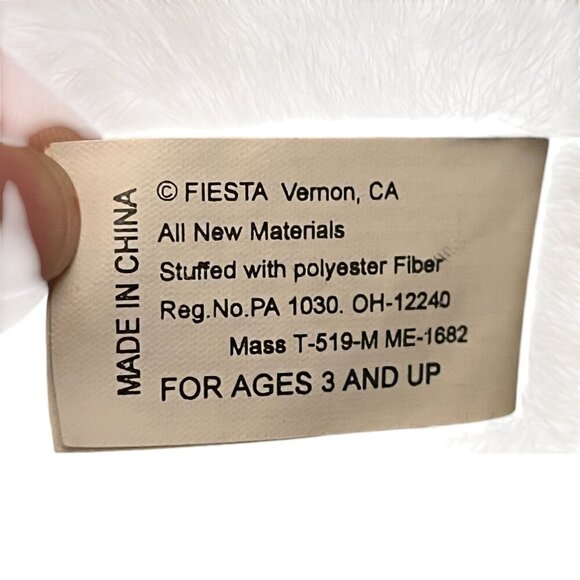 MADE IN CHINA
© FIESTA Vernon, CA
All New Materials
Stuffed with polyester Fiber
Reg.No.PA 1030. OH-12240
Mass T-519-M ME-1682
FOR AGES 3 AND UP